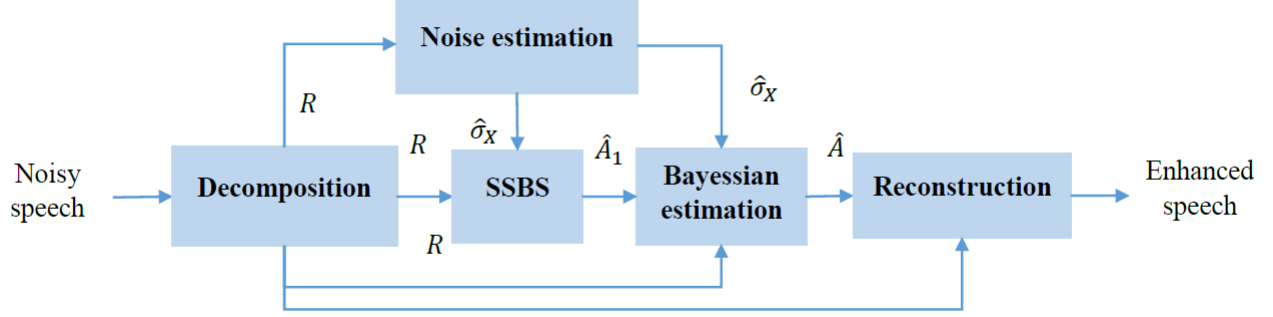 Noise estimation
R
σ̂_X
R
σ̂_X
Â_1
Â
Noisy
speech
Decomposition
SSBS
Bayessian
estimation
Reconstruction
Enhanced
speech
R